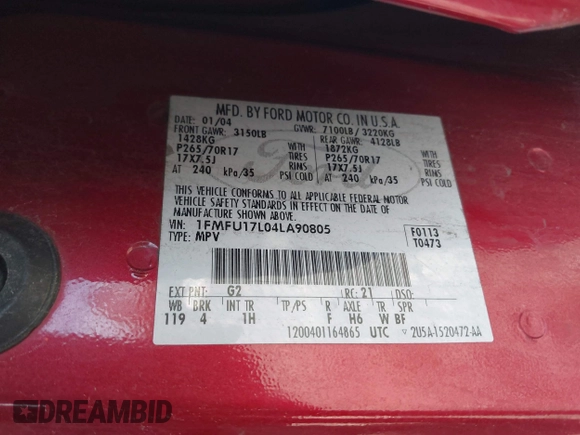 MFD. BY FORD MOTOR CO. IN U.S.A.
DATE: 01/04 GVWR: 7100LB / 3220KG
FRONT GAWR: 3150LB REAR GAWR: 4128LB
1428KG WITH 1872KG WITH
P265/70R17 TIRES P265/70R17 TIRES
17X7.5J RIMS 17X7.5J RIMS
AT 240 kPa/35 PSI COLD AT 240 kPa/35 PSI COLD
THIS VEHICLE CONFORMS TO ALL APPLICABLE FEDERAL MOTOR
VEHICLE SAFETY STANDARDS IN EFFECT ON THE DATE OF
MANUFACTURE SHOWN ABOVE.
VIN: 1FMFU17L04LA90805 F0113
TYPE: MPV T0473
EXT PNT: G2 RC: 21 DSO:
WB BRK INT TR TP/PS R AXLE TR SPR
119 4 1H F H6 W BF
1200401164865 UTC 2U5A-1520472-AA
DREAMBID